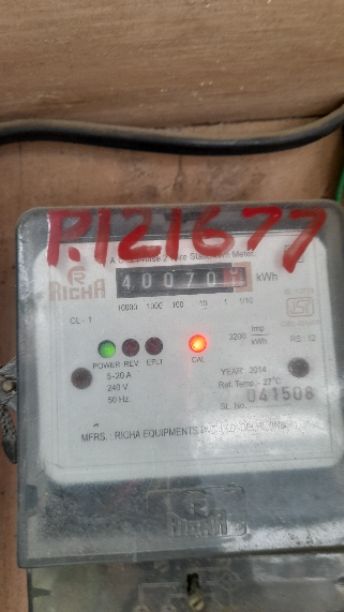 P.121677
RICHA
40070
kWh
10000 1000 100 10 1 1/10
CL - 1
3200 imp/kWh
RS: 12
POWER REV. E/L.T CAL
5-20 A
240 V
50 Hz.
YEAR 2014
Ref. Temp - 27°C
SL No. 041508
MFRS. : RICHA EQUIPMENTS
RICHA